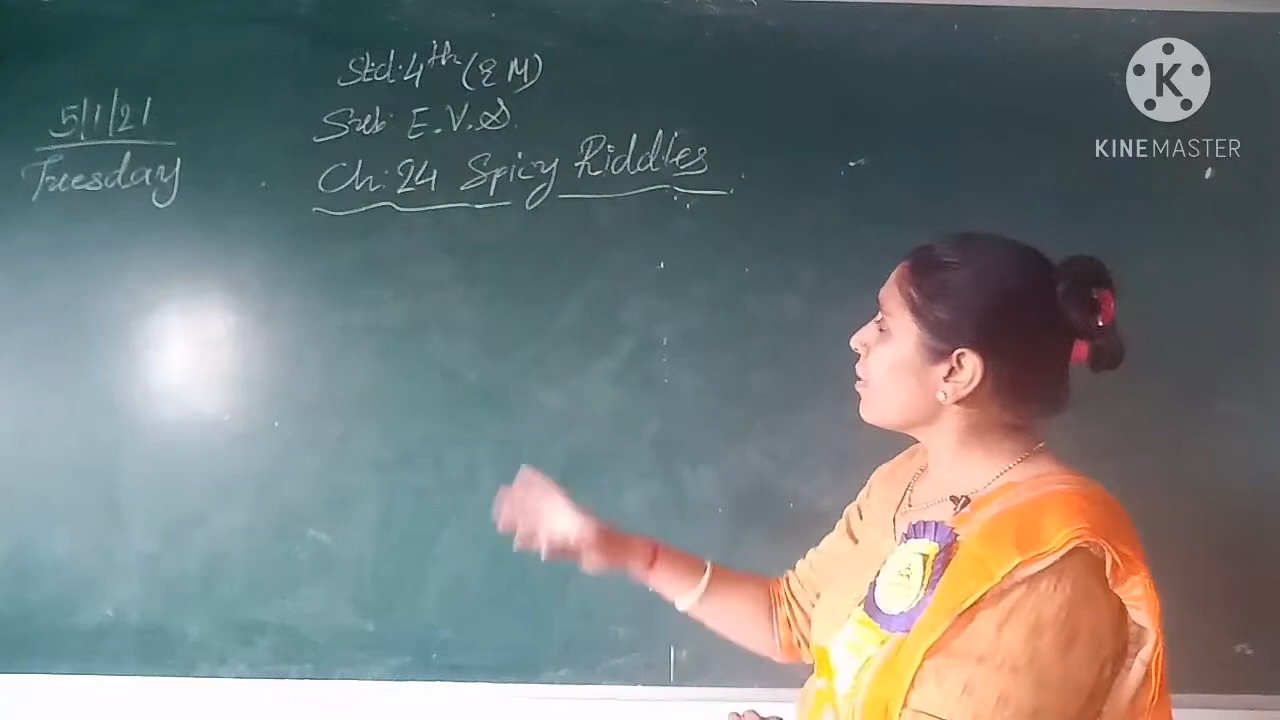 Std: 4th (E M)
5/1/21
Sub: E.V.S.
Tuesday
Ch: 24 Spicy Riddles
K
KINEMASTER